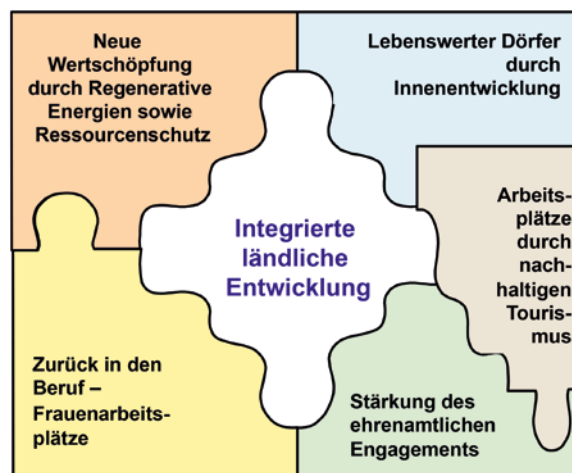 Neue
Wertschöpfung
durch Regenerative
Energien sowie
Ressourcenschutz
Lebenswerter Dörfer
durch
Innenentwicklung
Integrierte
ländliche
Entwicklung
Arbeits-
plätze
durch
nach-
haltigen
Touris-
mus
Zurück in den
Beruf –
Frauenarbeits-
plätze
Stärkung des
ehrenamtlichen
Engagements